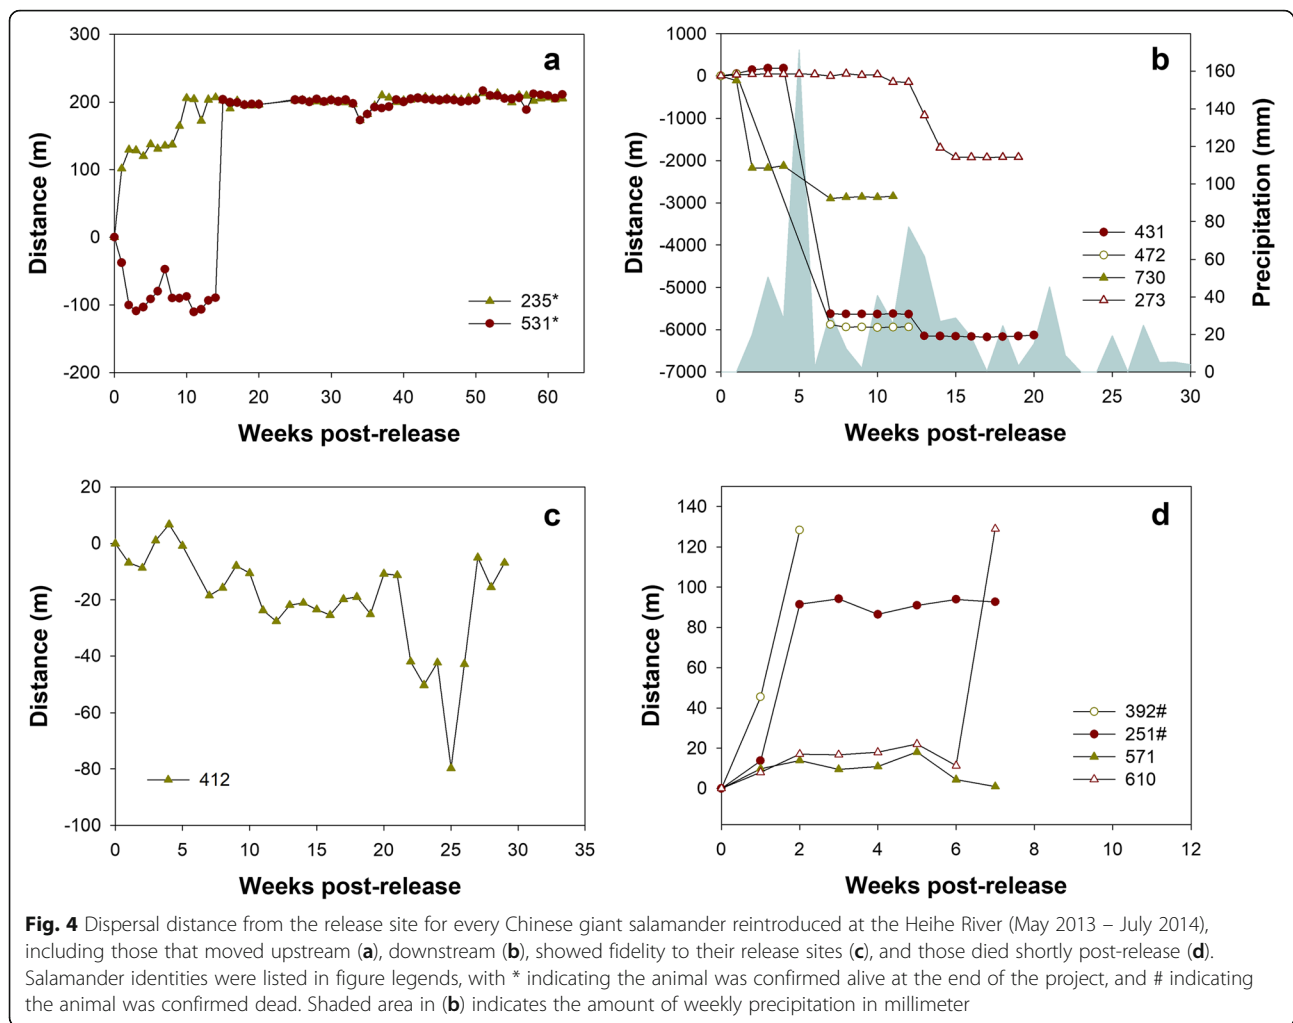 a
300
200
100
0
-100
-200
Distance (m)
0 10 20 30 40 50 60
Weeks post-release
235*
531*
b
1000
0
-1000
-2000
-3000
-4000
-5000
-6000
-7000
Distance (m)
160
140
120
100
80
60
40
20
0
Precipitation (mm)
0 5 10 15 20 25 30
Weeks post-release
431
472
730
273
c
20
0
-20
-40
-60
-80
-100
Distance (m)
0 5 10 15 20 25 30 35
Weeks post-release
412
d
140
120
100
80
60
40
20
0
Distance (m)
0 2 4 6 8 10 12
Weeks post-release
392#
251#
571
610
Fig. 4 Dispersal distance from the release site for every Chinese giant salamander reintroduced at the Heihe River (May 2013 – July 2014),
including those that moved upstream (a), downstream (b), showed fidelity to their release sites (c), and those died shortly post-release (d).
Salamander identities were listed in figure legends, with * indicating the animal was confirmed alive at the end of the project, and # indicating
the animal was confirmed dead. Shaded area in (b) indicates the amount of weekly precipitation in millimeter